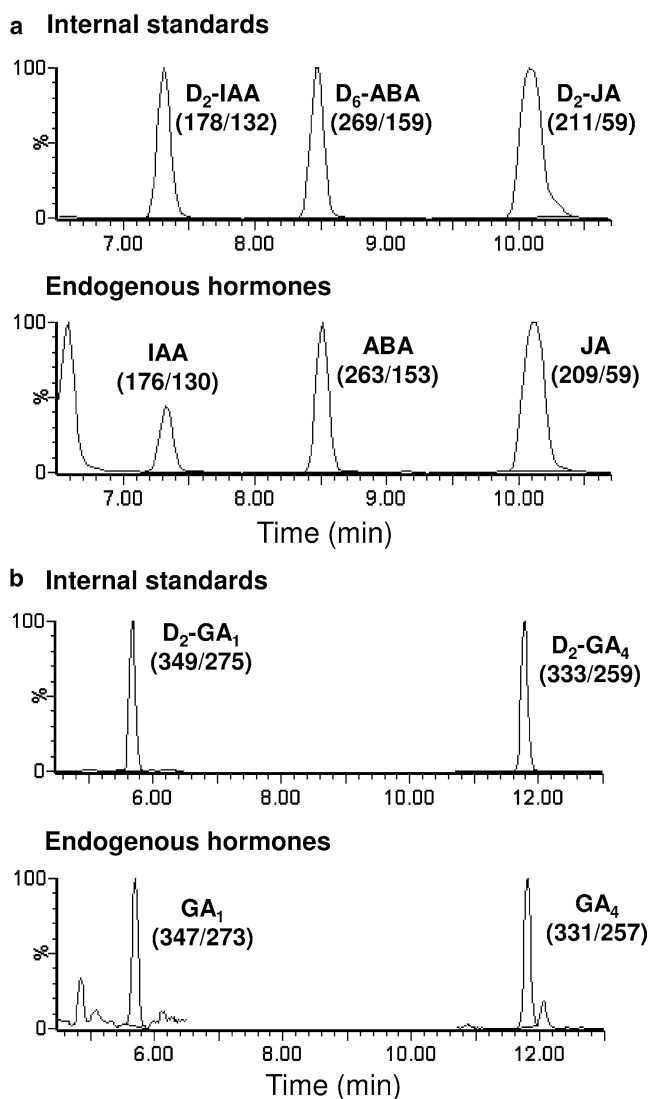 a Internal standards
100
D₂-IAA D₆-ABA D₂-JA
(178/132) (269/159) (211/59)
%
0
7.00 8.00 9.00 10.00
Endogenous hormones
100
IAA ABA JA
(176/130) (263/153) (209/59)
%
0
7.00 8.00 9.00 10.00
Time (min)
b Internal standards
100
D₂-GA₁ D₂-GA₄
(349/275) (333/259)
%
0
6.00 8.00 10.00 12.00
Endogenous hormones
100
GA₁ GA₄
(347/273) (331/257)
%
0
6.00 8.00 10.00 12.00
Time (min)